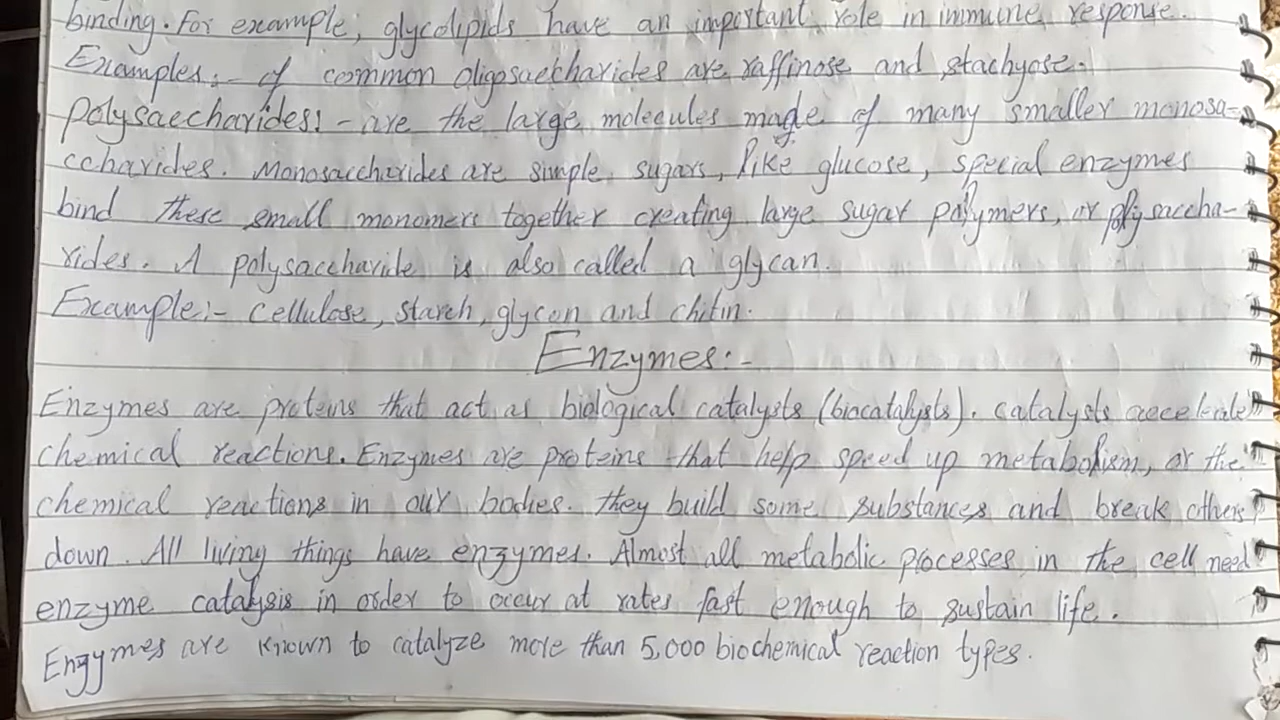 binding. For example, glycolipids have an important role in immune response.
Examples:- of common oligosaccharides are raffinose and stachyose.
polysaccharides:- are the large molecules made of many smaller monosa-
ccharides. Monosaccharides are simple sugars, like glucose, special enzymes
bind these small monomers together creating large sugar polymers, or polysaccha-
rides. A polysaccharide is also called a glycan.
Example:- cellulose, starch, glycon and chitin.
Enzymes:-
Enzymes are proteins that act as biological catalysts (biocatalysts). catalysts accelerate
chemical reactions. Enzymes are proteins that help speed up metabolism, or the
chemical reactions in our bodies. they build some substances and break others
down. All living things have enzymes. Almost all metabolic processes in the cell need
enzyme catalysis in order to occur at rates fast enough to sustain life.
Enzymes are known to catalyze more than 5,000 biochemical reaction types.